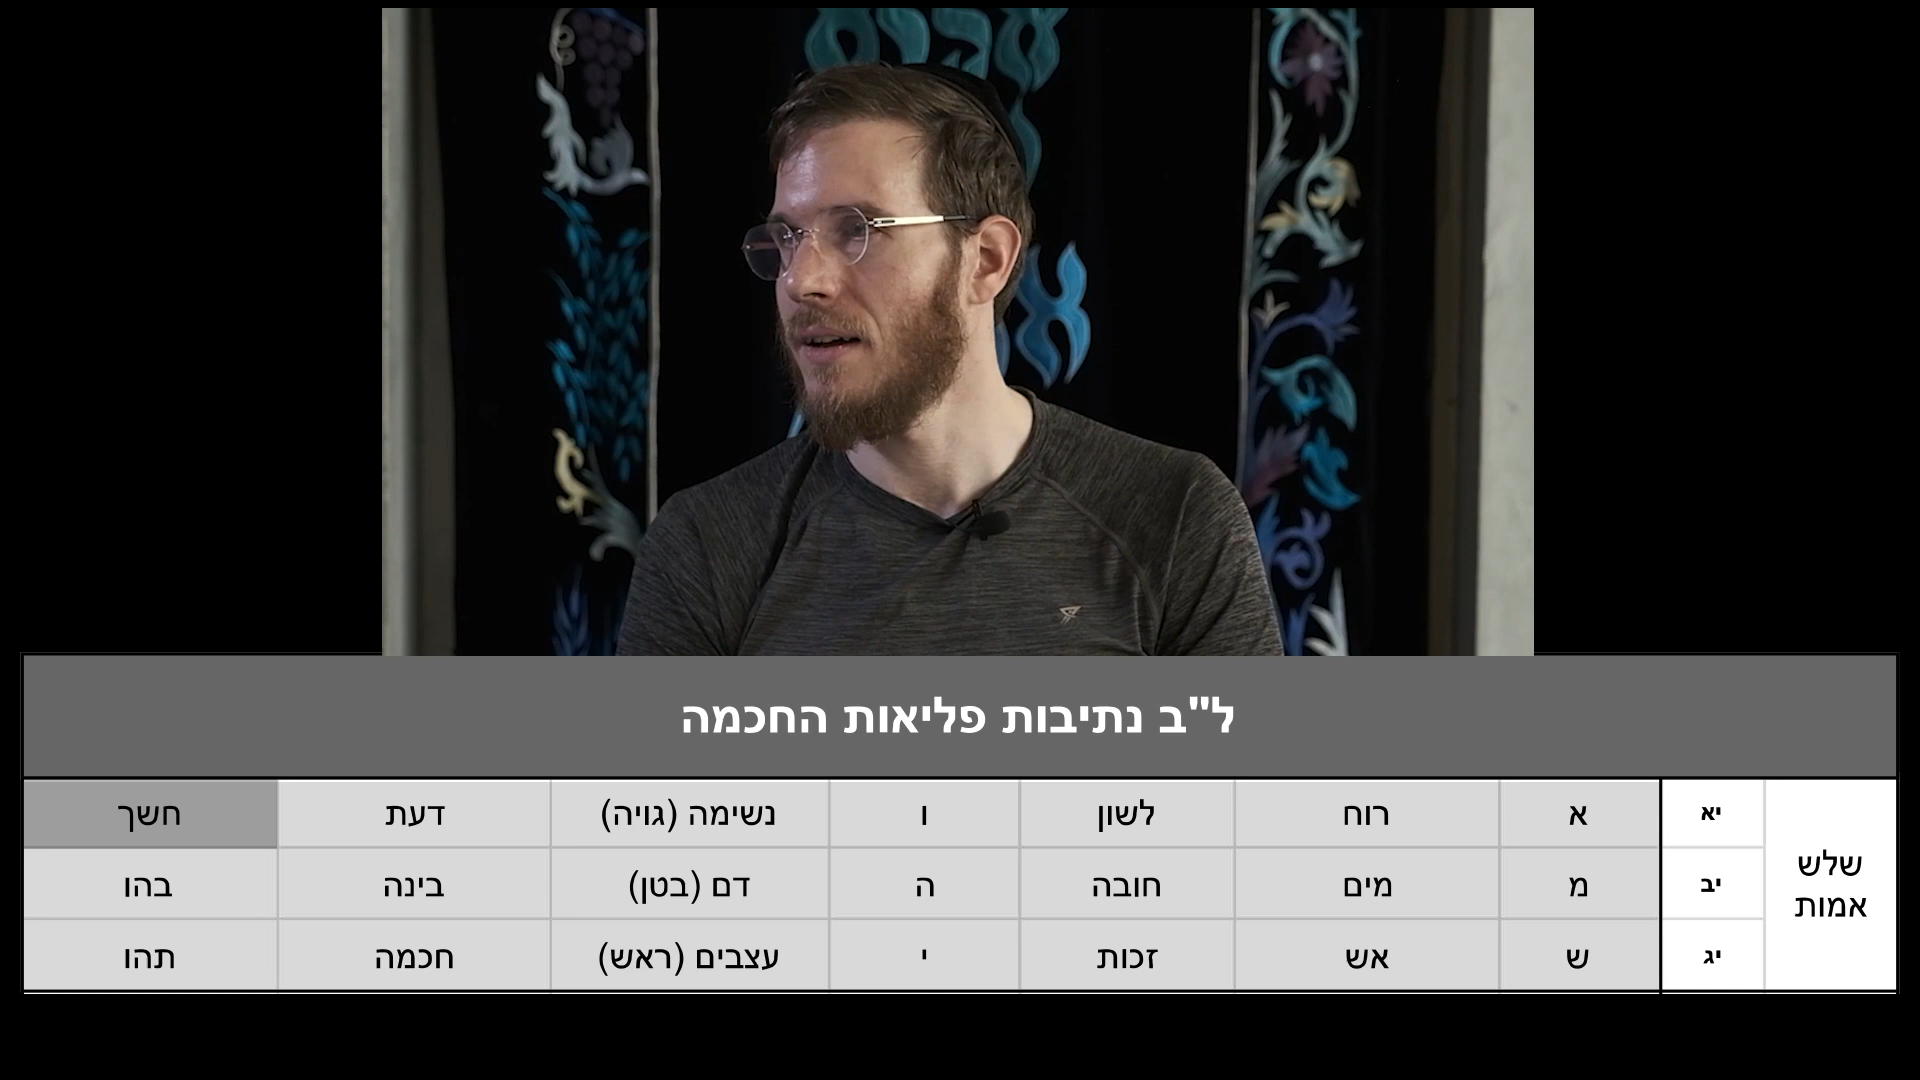 ל"ב נתיבות פליאות החכמה
שלש אמות
יא א רוח לשון ו נשימה (גויה) דעת חשך
יב מ מים חובה ה דם (בטן) בינה בהו
יג ש אש זכות י עצבים (ראש) חכמה תהו